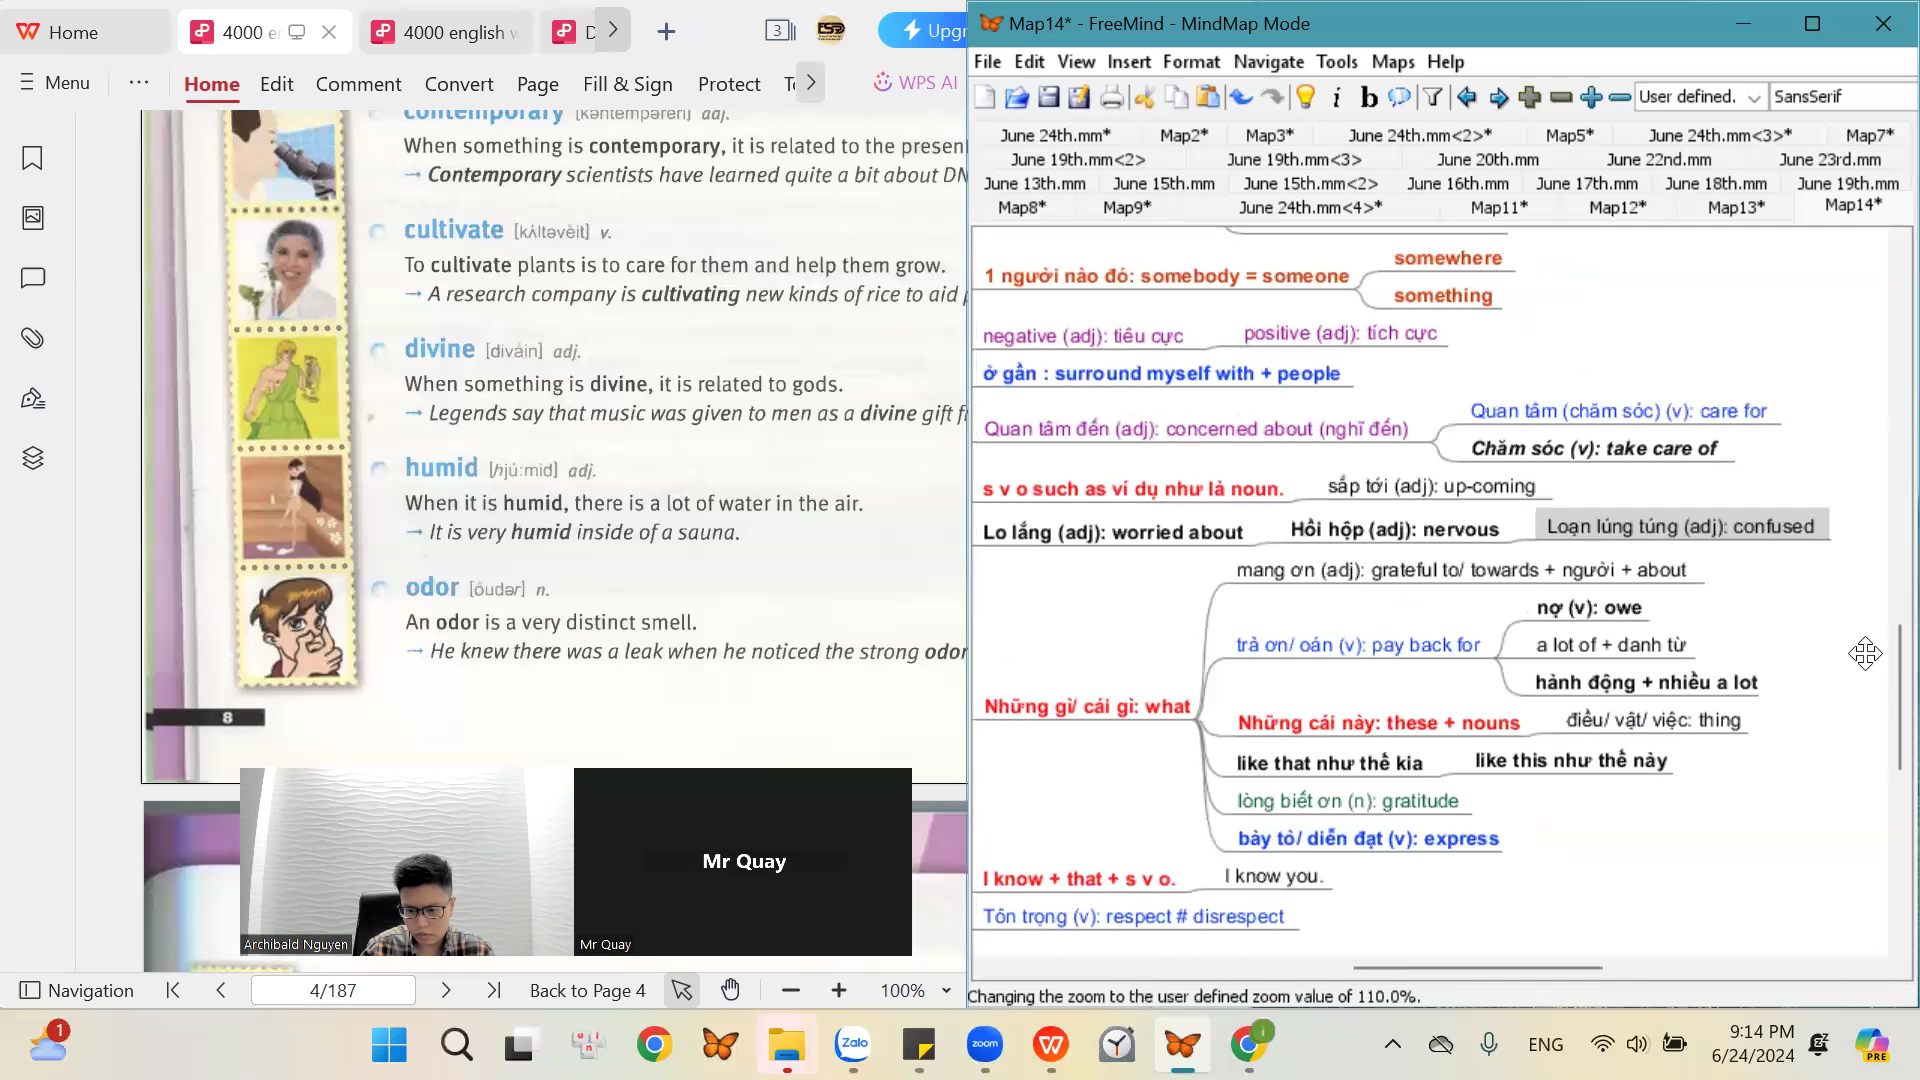 Home
4000 e
4000 english w
D
3
Upgr
Menu
Home
Edit
Comment
Convert
Page
Fill & Sign
Protect
WPS AI
contemporary [kəntempəreri] adj.
When something is contemporary, it is related to the presen
→ Contemporary scientists have learned quite a bit about DN
cultivate [kʌ́ltəvèit] v.
To cultivate plants is to care for them and help them grow.
→ A research company is cultivating new kinds of rice to aid p
divine [diváin] adj.
When something is divine, it is related to gods.
→ Legends say that music was given to men as a divine gift f
humid [hjúːmid] adj.
When it is humid, there is a lot of water in the air.
→ It is very humid inside of a sauna.
odor [óudər] n.
An odor is a very distinct smell.
→ He knew there was a leak when he noticed the strong odor
8
Archibald Nguyen
Mr Quay
Mr Quay
Navigation
4/187
Back to Page 4
100%
Map14* - FreeMind - MindMap Mode
File Edit View Insert Format Navigate Tools Maps Help
User defined.
SansSerif
June 24th.mm* Map2* Map3* June 24th.mm<2>* Map5* June 24th.mm<3>* Map7*
June 19th.mm<2> June 19th.mm<3> June 20th.mm June 22nd.mm June 23rd.mm
June 13th.mm June 15th.mm June 15th.mm<2> June 16th.mm June 17th.mm June 18th.mm June 19th.mm
Map8* Map9* June 24th.mm<4>* Map11* Map12* Map13* Map14*
1 người nào đó: somebody = someone
somewhere
something
negative (adj): tiêu cực
positive (adj): tích cực
ở gần : surround myself with + people
Quan tâm đến (adj): concerned about (nghĩ đến)
Quan tâm (chăm sóc) (v): care for
Chăm sóc (v): take care of
s v o such as ví dụ như là noun.
sắp tới (adj): up-coming
Lo lắng (adj): worried about
Hồi hộp (adj): nervous
Loạn lúng túng (adj): confused
Những gì/ cái gì: what
mang ơn (adj): grateful to/ towards + người + about
trả ơn/ oán (v): pay back for
nợ (v): owe
a lot of + danh từ
hành động + nhiều a lot
Những cái này: these + nouns
điều/ vật/ việc: thing
like that như thế kia
like this như thế này
lòng biết ơn (n): gratitude
bày tỏ/ diễn đạt (v): express
I know + that + s v o.
I know you.
Tôn trọng (v): respect # disrespect
Changing the zoom to the user defined zoom value of 110.0%.
1
Zalo
zoom
ENG
9:14 PM
6/24/2024
PRE